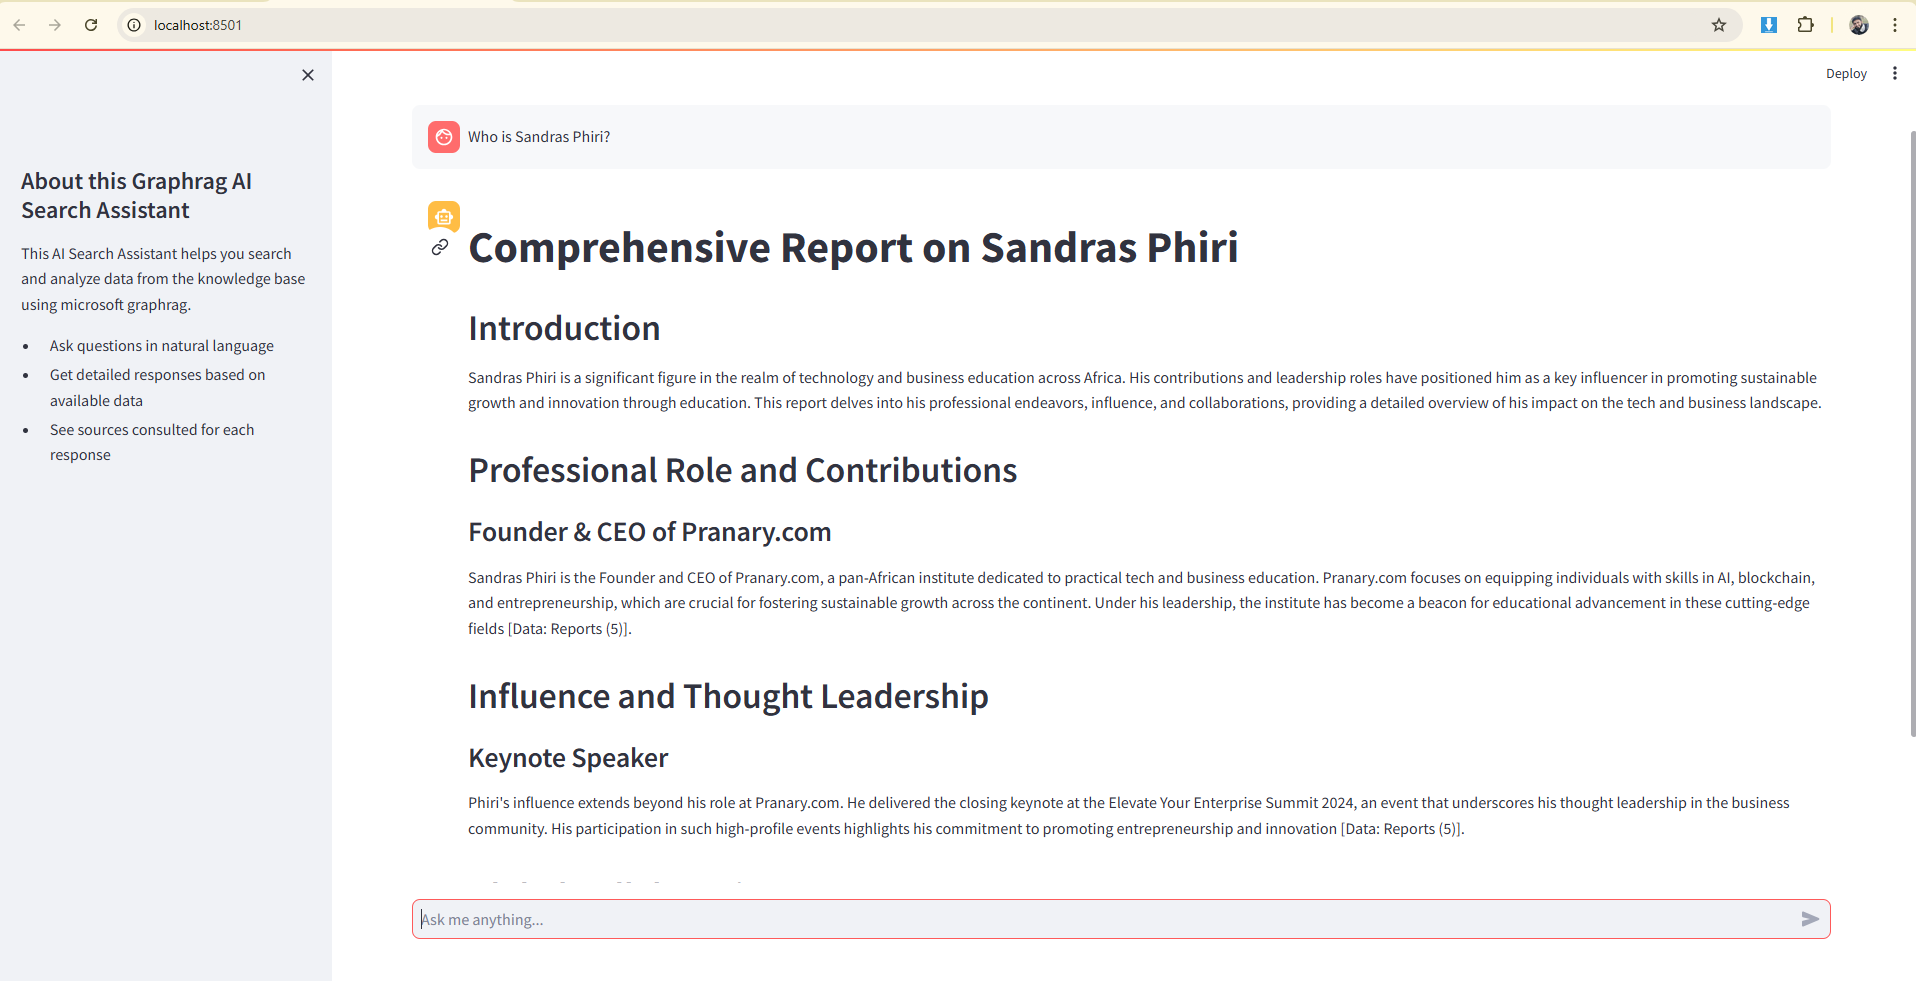 localhost:8501
Deploy
About this Graphrag AI
Search Assistant
This AI Search Assistant helps you search
and analyze data from the knowledge base
using microsoft graphrag.
Ask questions in natural language
Get detailed responses based on
available data
See sources consulted for each
response
Who is Sandras Phiri?
Comprehensive Report on Sandras Phiri
Introduction
Sandras Phiri is a significant figure in the realm of technology and business education across Africa. His contributions and leadership roles have positioned him as a key influencer in promoting sustainable
growth and innovation through education. This report delves into his professional endeavors, influence, and collaborations, providing a detailed overview of his impact on the tech and business landscape.
Professional Role and Contributions
Founder & CEO of Pranary.com
Sandras Phiri is the Founder and CEO of Pranary.com, a pan-African institute dedicated to practical tech and business education. Pranary.com focuses on equipping individuals with skills in AI, blockchain,
and entrepreneurship, which are crucial for fostering sustainable growth across the continent. Under his leadership, the institute has become a beacon for educational advancement in these cutting-edge
fields [Data: Reports (5)].
Influence and Thought Leadership
Keynote Speaker
Phiri's influence extends beyond his role at Pranary.com. He delivered the closing keynote at the Elevate Your Enterprise Summit 2024, an event that underscores his thought leadership in the business
community. His participation in such high-profile events highlights his commitment to promoting entrepreneurship and innovation [Data: Reports (5)].
Ask me anything...